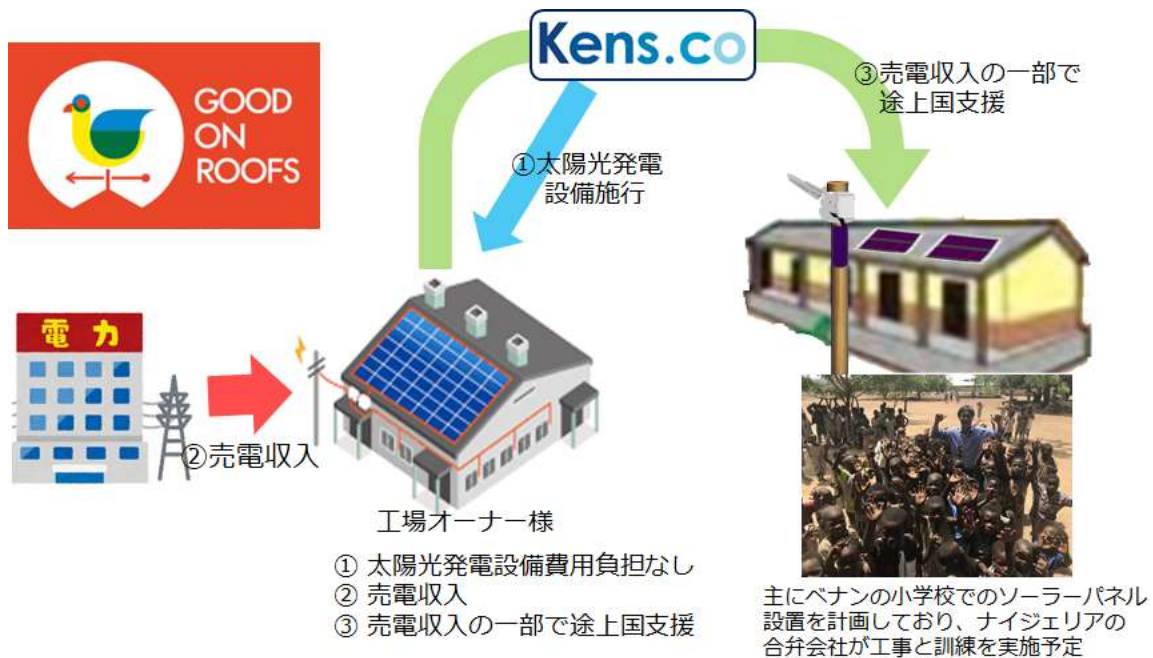 Kens.co
GOOD
ON
ROOFS
③売電収入の一部で
途上国支援
①太陽光発電
設備施行
電力
②売電収入
工場オーナー様
① 太陽光発電設備費用負担なし
② 売電収入
③ 売電収入の一部で途上国支援
主にベナンの小学校でのソーラーパネル
設置を計画しており、ナイジェリアの
合弁会社が工事と訓練を実施予定